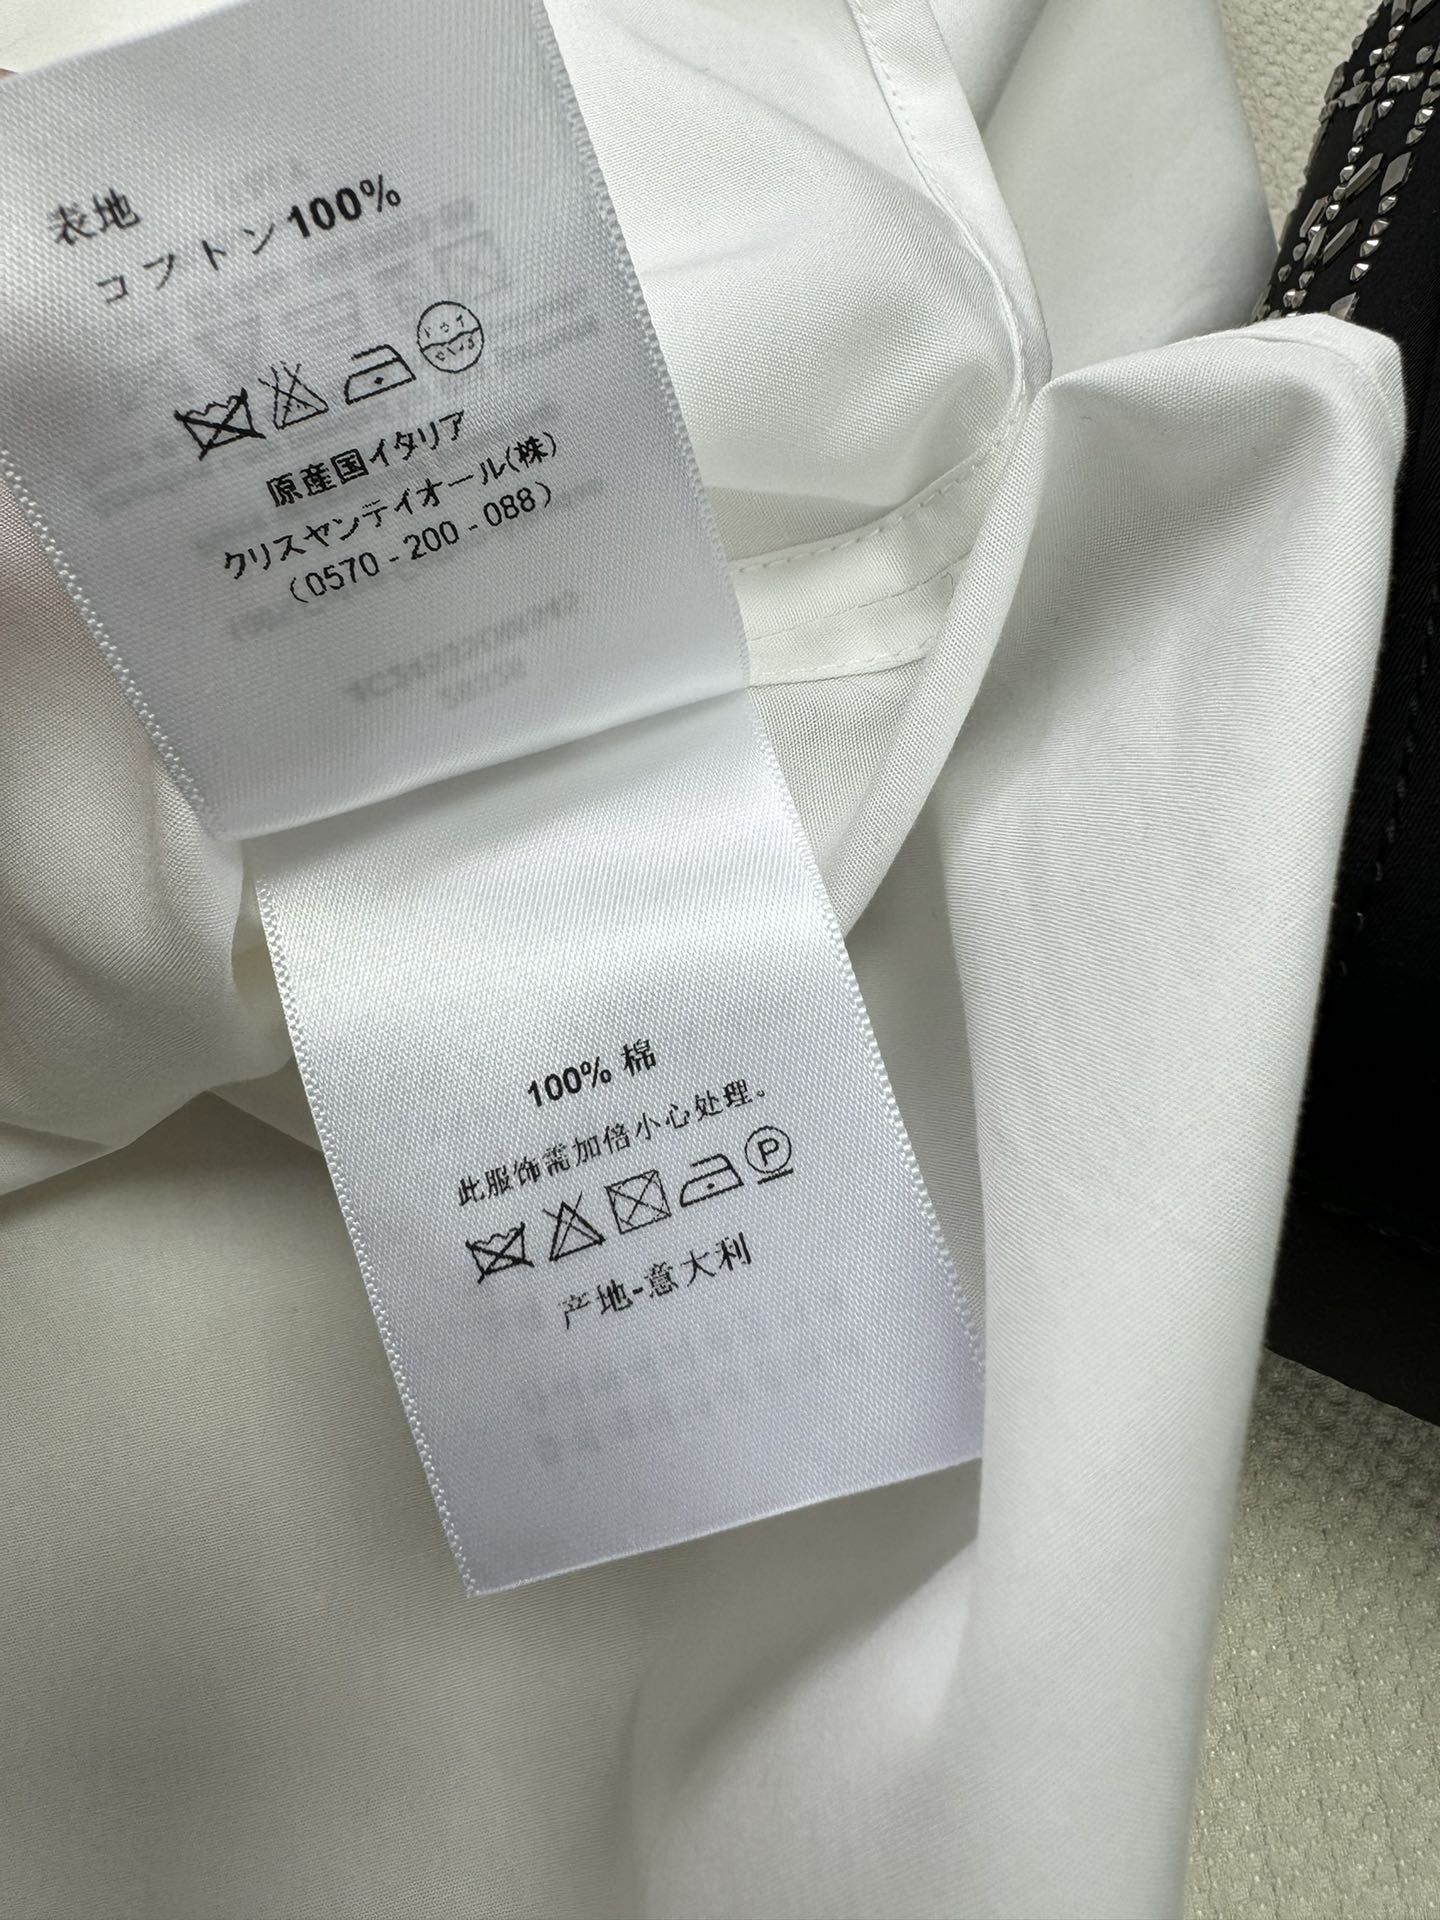 表地
コットン100%
原産国イタリア
クリスヤンディオール(株)
(0570-200-088)
100% 棉
此服饰需加倍小心处理。
P
产地-意大利